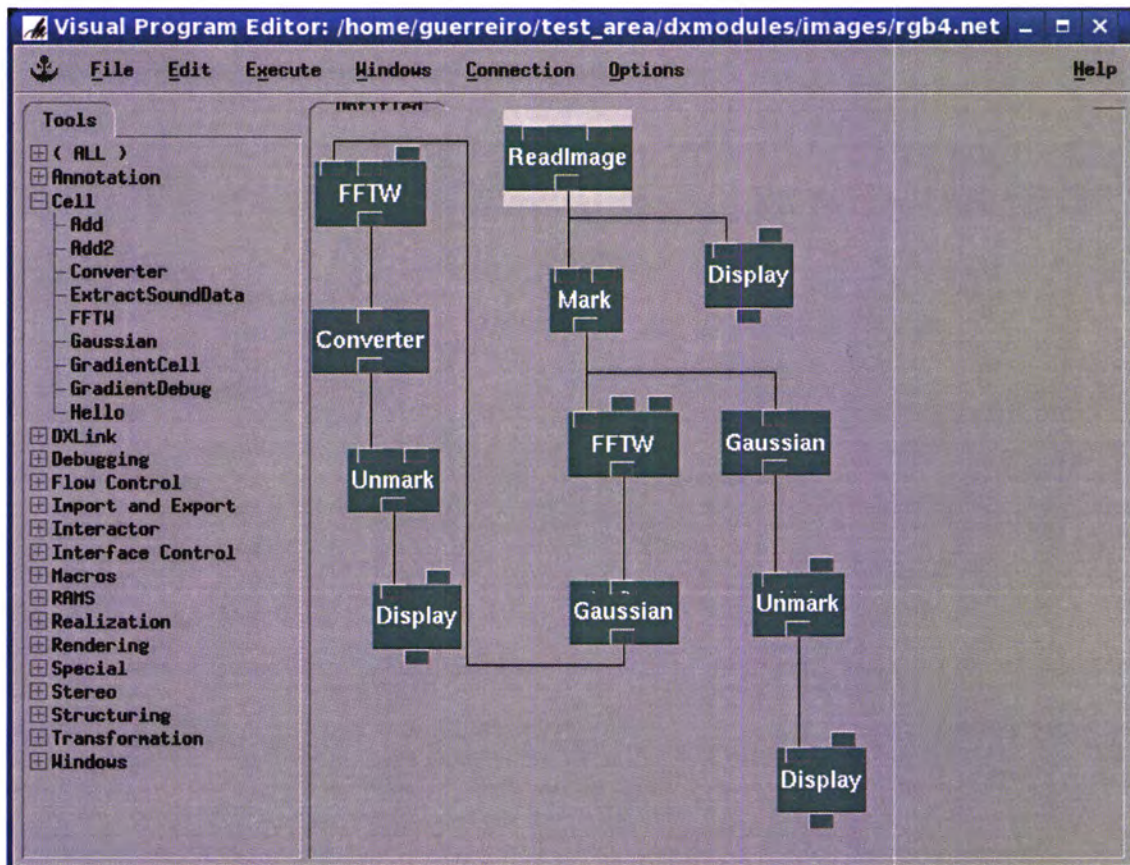 Visual Program Editor: /home/guerreiro/test_area/dxmodules/images/rgb4.net
File Edit Execute Windows Connection Options Help
Tools
Untitled
( ALL )
Annotation
Cell
Add
Add2
Converter
ExtractSoundData
FFTW
Gaussian
GradientCell
GradientDebug
Hello
DXLink
Debugging
Flow Control
Import and Export
Interactor
Interface Control
Macros
RAMS
Realization
Rendering
Special
Stereo
Structuring
Transformation
Windows
ReadImage
FFTW
Display
Mark
Converter
FFTW
Gaussian
Unmark
Display
Gaussian
Unmark
Display